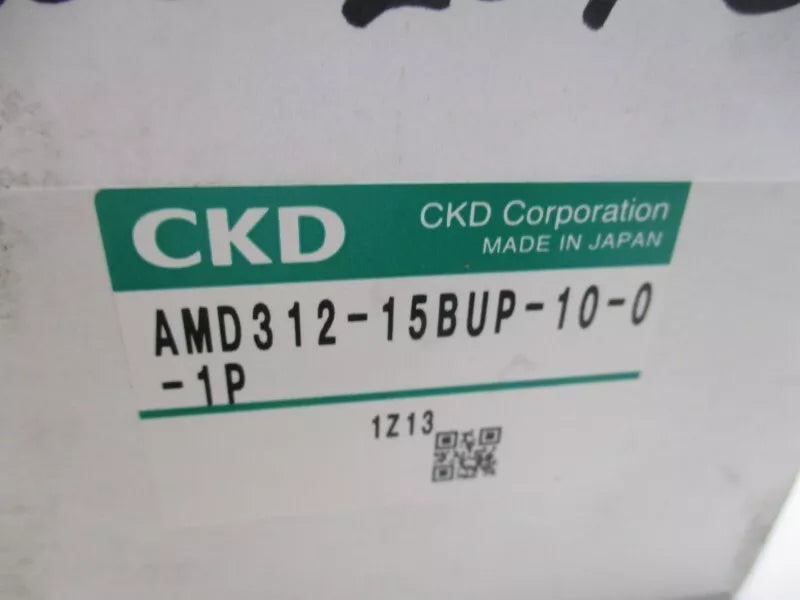 CKD
CKD Corporation
MADE IN JAPAN
AMD312-15BUP-10-0
-1P
1Z13